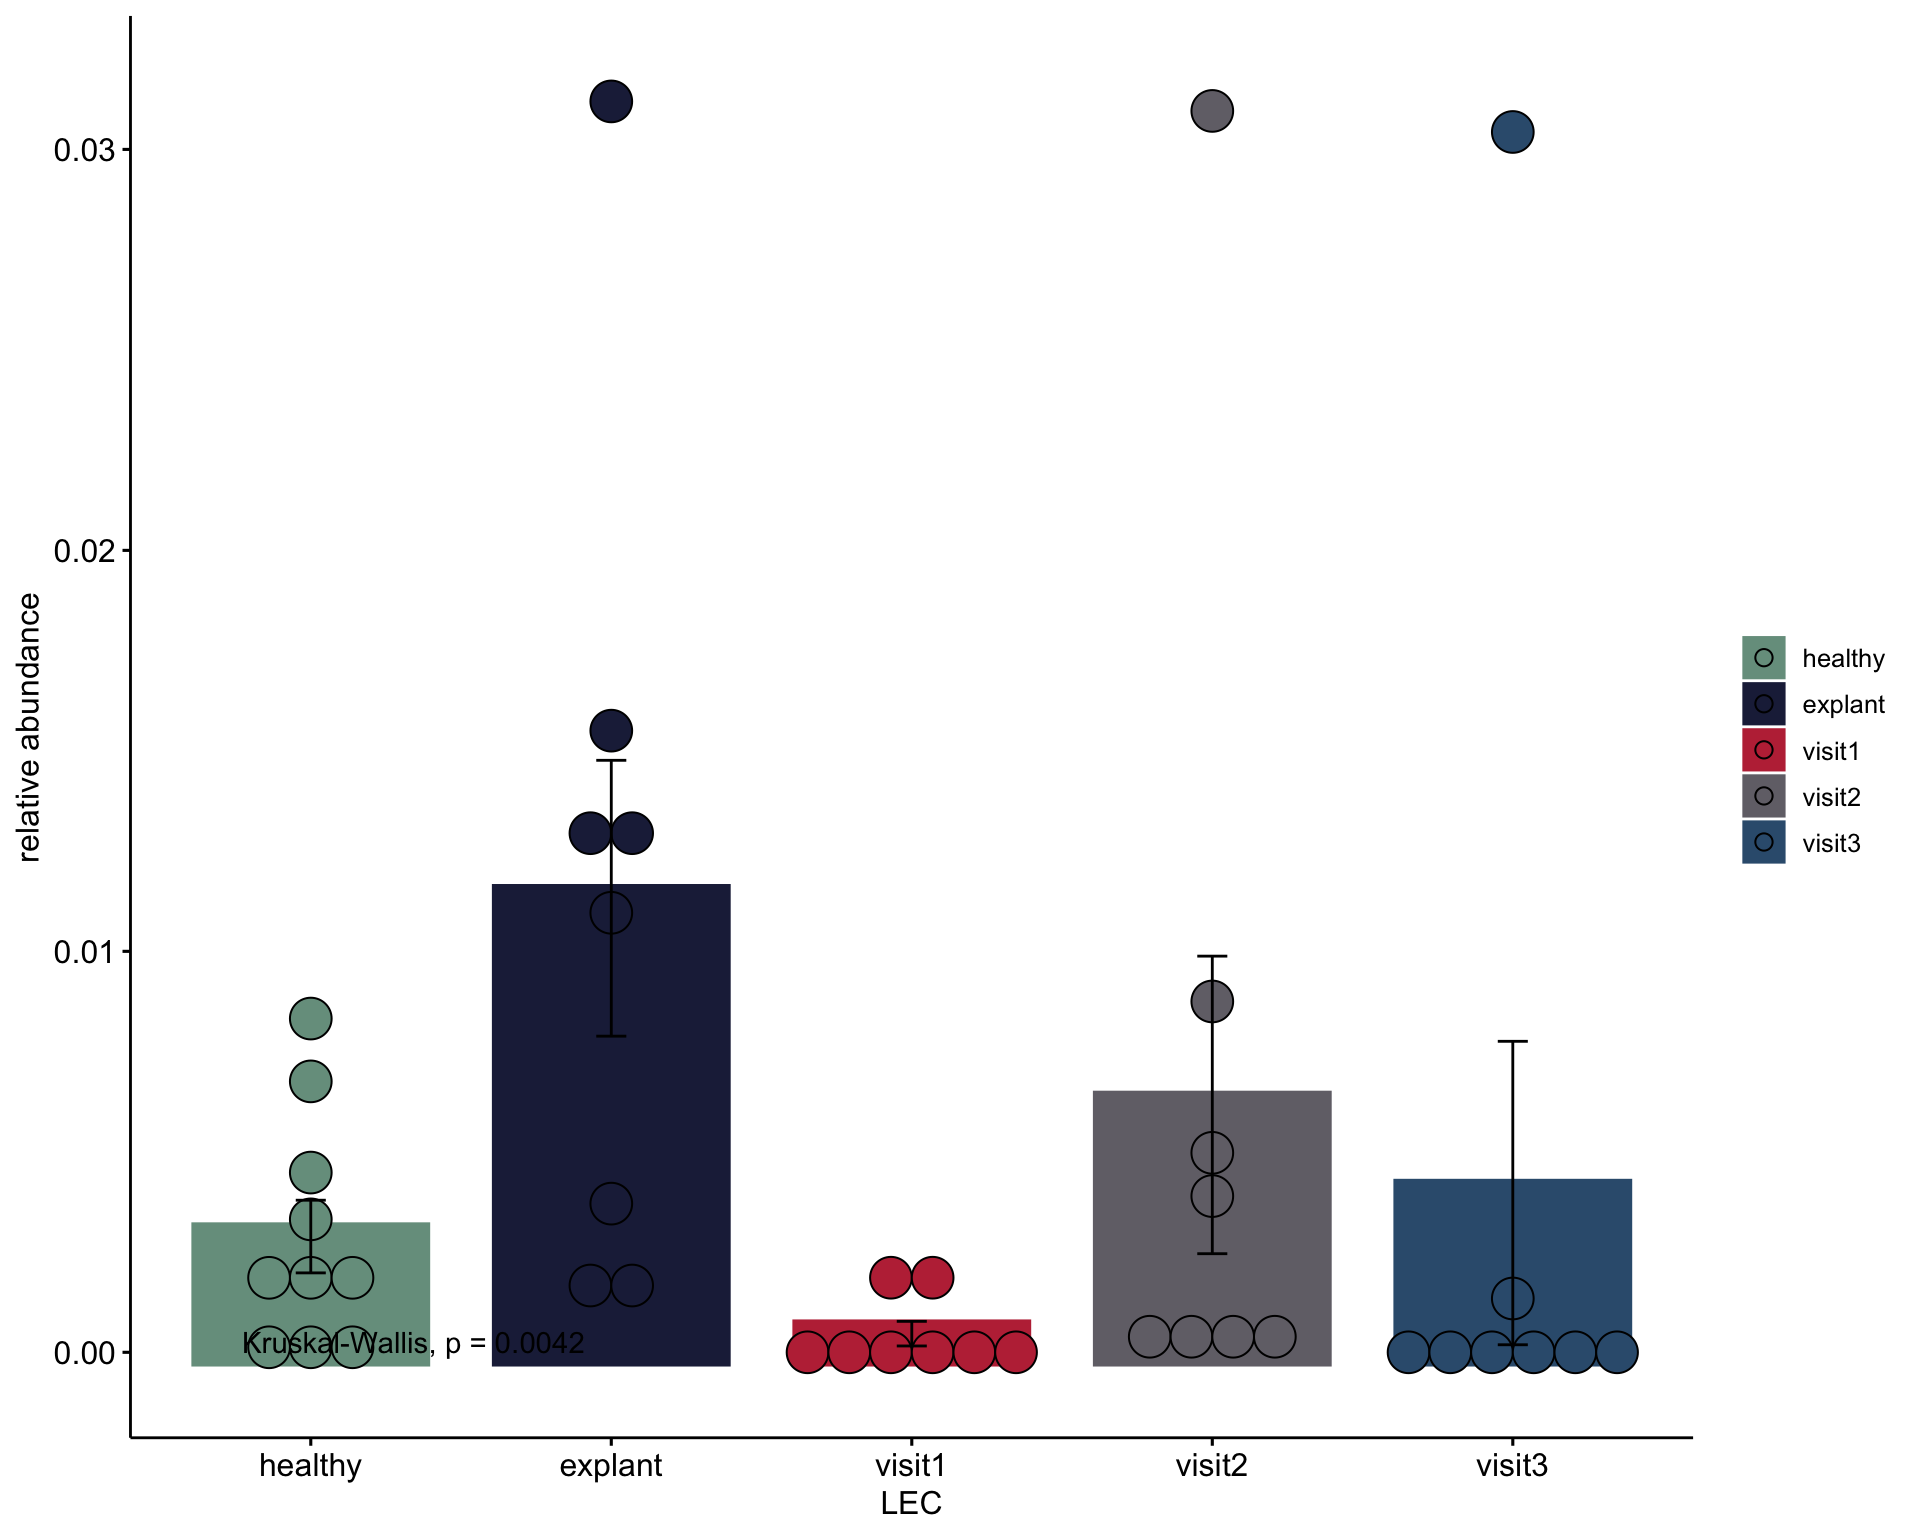 0.03
0.02
0.01
0.00
relative abundance
Kruskal-Wallis, p = 0.0042
healthy
explant
visit1
visit2
visit3
LEC
healthy
explant
visit1
visit2
visit3